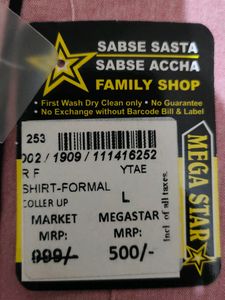 SABSE SASTA
SABSE ACCHA
FAMILY SHOP
• First Wash Dry Clean only • No Guarantee
• No Exchange without Barcode Bill & Label
253
002 / 1909 / 111416252
R F YTAE
SHIRT-FORMAL
COLLER UP L
MARKET MEGASTAR
MRP: MRP:
999/- 500/-
Incl of all taxes.
MEGA STAR